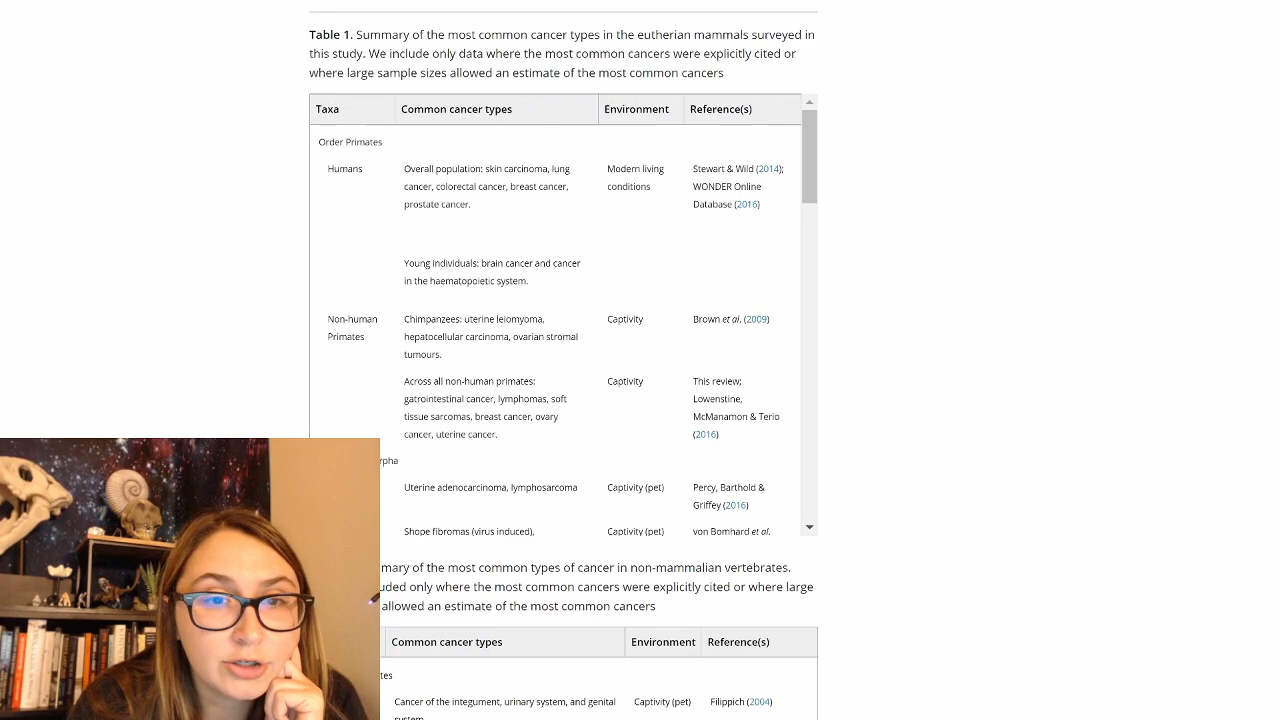 Table 1. Summary of the most common cancer types in the eutherian mammals surveyed in
this study. We include only data where the most common cancers were explicitly cited or
where large sample sizes allowed an estimate of the most common cancers
Taxa Common cancer types Environment Reference(s)
Order Primates
Humans Overall population: skin carcinoma, lung Modern living Stewart & Wild (2014);
cancer, colorectal cancer, breast cancer, conditions WONDER Online
prostate cancer. Database (2016)
Young individuals: brain cancer and cancer
in the haematopoietic system.
Non-human Chimpanzees: uterine leiomyoma, Captivity Brown et al. (2009)
Primates hepatocellular carcinoma, ovarian stromal
tumours.
Across all non-human primates: Captivity This review;
gatrointestinal cancer, lymphomas, soft Lowenstine,
tissue sarcomas, breast cancer, ovary McManamon & Terio
cancer, uterine cancer. (2016)
rpha
Uterine adenocarcinoma, lymphosarcoma Captivity (pet) Percy, Barthold &
Griffey (2016)
Shope fibromas (virus induced), Captivity (pet) von Bomhard et al.
mary of the most common types of cancer in non-mammalian vertebrates.
uded only where the most common cancers were explicitly cited or where large
allowed an estimate of the most common cancers
Common cancer types Environment Reference(s)
tes
Cancer of the integument, urinary system, and genital Captivity (pet) Filippich (2004)
system.